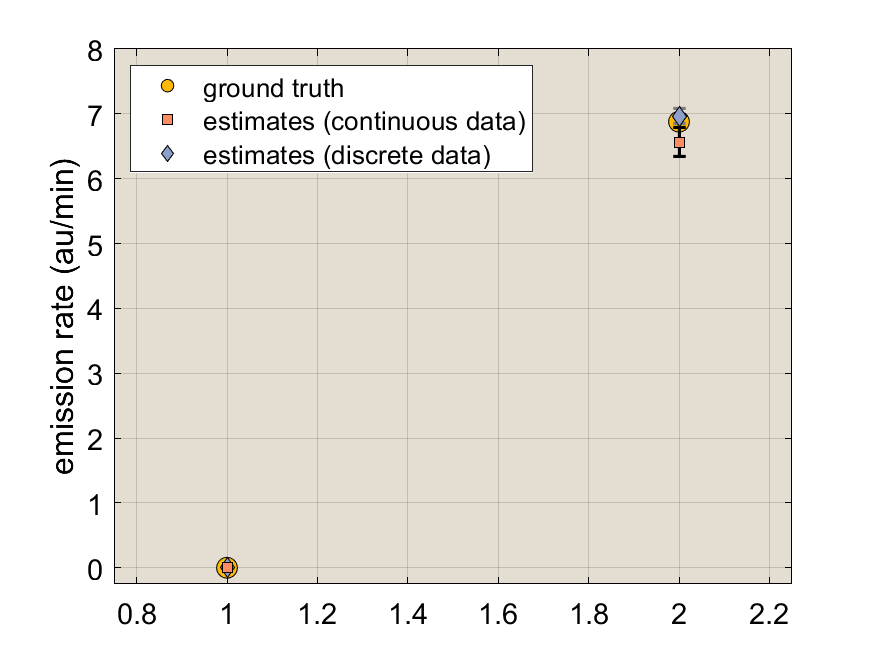 8
7
6
5
4
3
2
1
0
emission rate (au/min)
ground truth
estimates (continuous data)
estimates (discrete data)
0.8 1 1.2 1.4 1.6 1.8 2 2.2